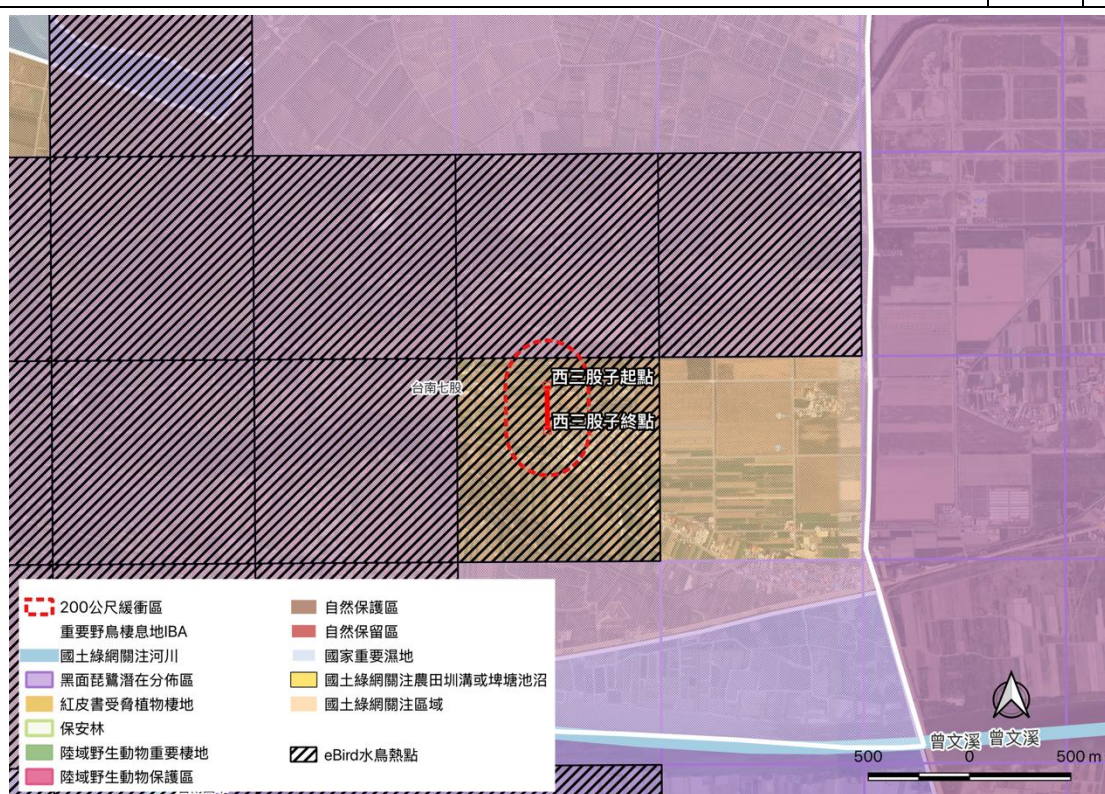 台南七股
西三股子起點
西三股子終點
200公尺緩衝區
重要野鳥棲息地IBA
國土綠網關注河川
黑面琵鷺潛在分佈區
紅皮書受脅植物棲地
保安林
陸域野生動物重要棲地
陸域野生動物保護區
自然保護區
自然保留區
國家重要濕地
國土綠網關注農田圳溝或埤塘池沼
國土綠網關注區域
eBird水鳥熱點
曾文溪 曾文溪
500 0 500 m